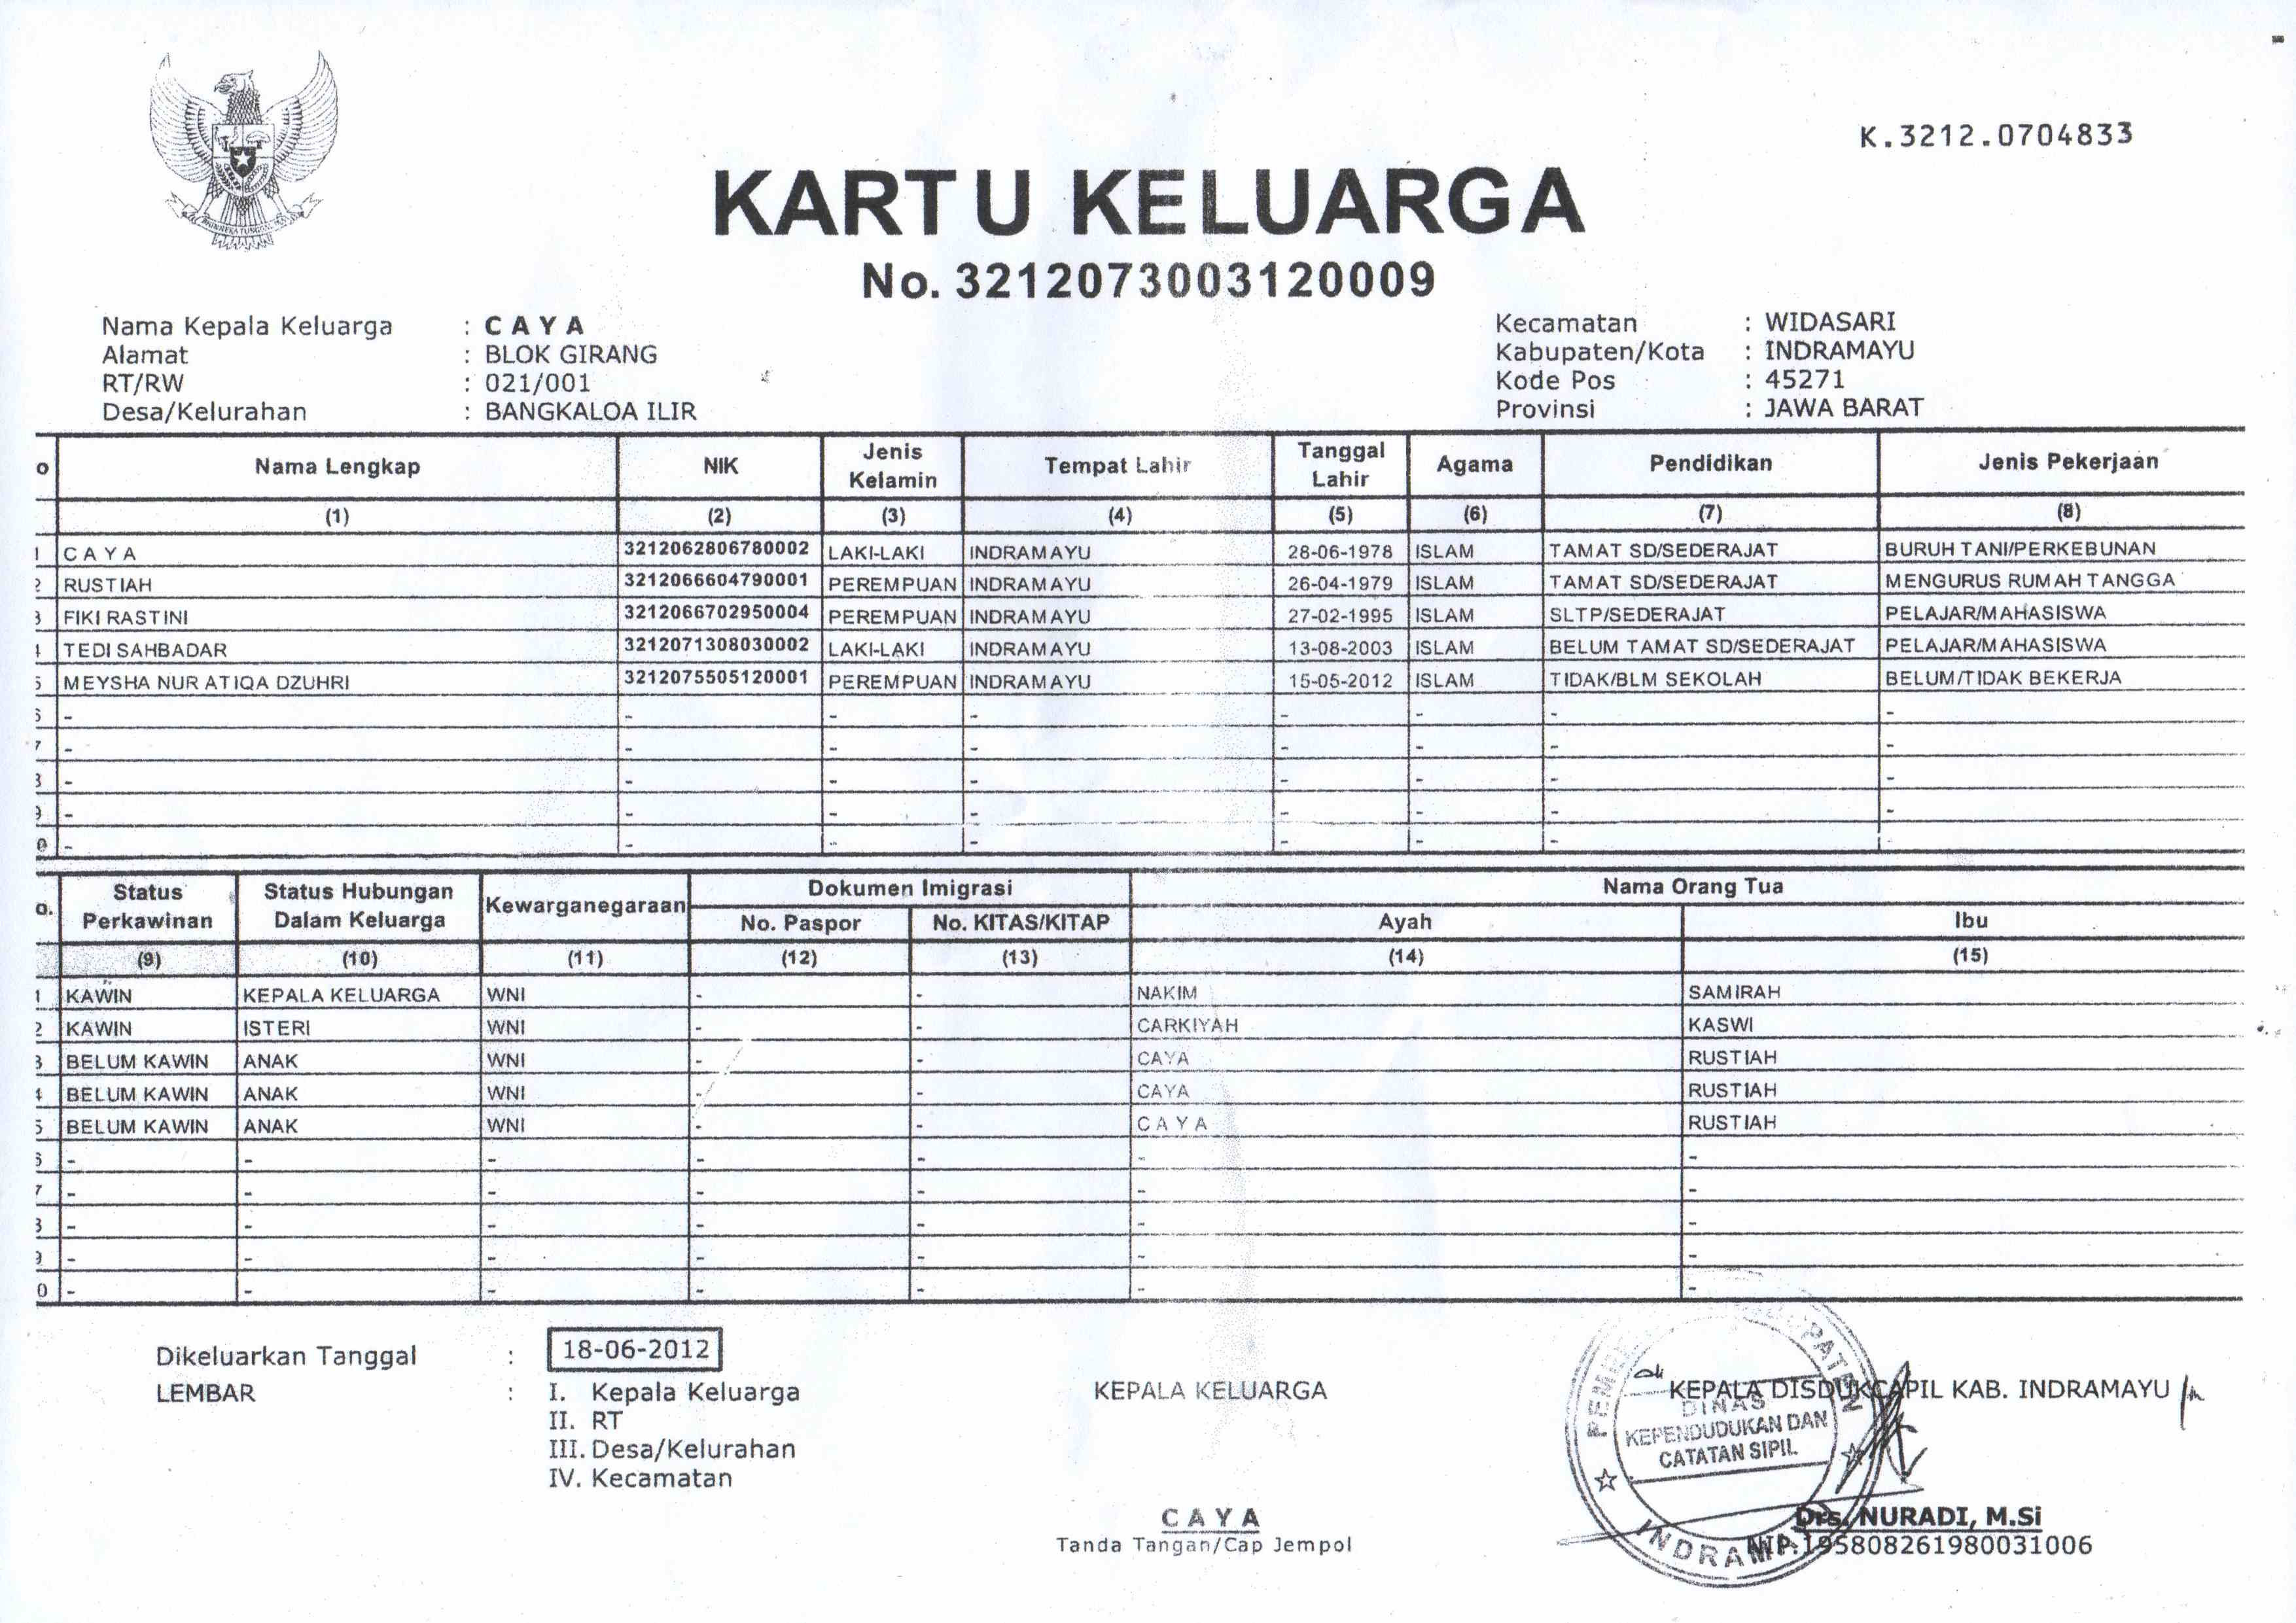 K.3212.0704833
KARTU KELUARGA
No. 3212073003120009
Nama Kepala Keluarga : C A Y A
Alamat : BLOK GIRANG
RT/RW : 021/001
Desa/Kelurahan : BANGKALOA ILIR
Kecamatan : WIDASARI
Kabupaten/Kota : INDRAMAYU
Kode Pos : 45271
Provinsi : JAWA BARAT
o Nama Lengkap NIK Jenis Kelamin Tempat Lahir Tanggal Lahir Agama Pendidikan Jenis Pekerjaan
(1) (2) (3) (4) (5) (6) (7) (8)
1 C A Y A 3212062806780002 LAKI-LAKI INDRAMAYU 28-06-1978 ISLAM TAMAT SD/SEDERAJAT BURUH TANI/PERKEBUNAN
2 RUSTIAH 3212066604790001 PEREMPUAN INDRAMAYU 26-04-1979 ISLAM TAMAT SD/SEDERAJAT MENGURUS RUMAH TANGGA
3 FIKI RASTINI 3212066702950004 PEREMPUAN INDRAMAYU 27-02-1995 ISLAM SLTP/SEDERAJAT PELAJAR/MAHASISWA
4 TEDI SAHBADAR 3212071308030002 LAKI-LAKI INDRAMAYU 13-08-2003 ISLAM BELUM TAMAT SD/SEDERAJAT PELAJAR/MAHASISWA
5 MEYSHA NUR ATIQA DZUHRI 3212075505120001 PEREMPUAN INDRAMAYU 15-05-2012 ISLAM TIDAK/BLM SEKOLAH BELUM/TIDAK BEKERJA
6 - - - - - - - -
7 - - - - - - - -
8 - - - - - - - -
9 - - - - - - - -
0 - - - - - - - -
o. Status Perkawinan Status Hubungan Dalam Keluarga Kewarganegaraan Dokumen Imigrasi Nama Orang Tua
No. Paspor No. KITAS/KITAP Ayah Ibu
(9) (10) (11) (12) (13) (14) (15)
1 KAWIN KEPALA KELUARGA WNI - - NAKIM SAMIRAH
2 KAWIN ISTERI WNI - - CARKIYAH KASWI
3 BELUM KAWIN ANAK WNI - - CAYA RUSTIAH
4 BELUM KAWIN ANAK WNI - - CAYA RUSTIAH
5 BELUM KAWIN ANAK WNI - - C A Y A RUSTIAH
6 - - - - - - -
7 - - - - - - -
8 - - - - - - -
9 - - - - - - -
0 - - - - - - -
Dikeluarkan Tanggal : 18-06-2012
LEMBAR : I. Kepala Keluarga
II. RT
III. Desa/Kelurahan
IV. Kecamatan
KEPALA KELUARGA
C A Y A
Tanda Tangan/Cap Jempol
KEPALA DISDUKCAPIL KAB. INDRAMAYU
DINAS
KEPENDUDUKAN DAN
CATATAN SIPIL
INDRAMAYU
Drs. NURADI, M.Si
NIP.195808261980031006